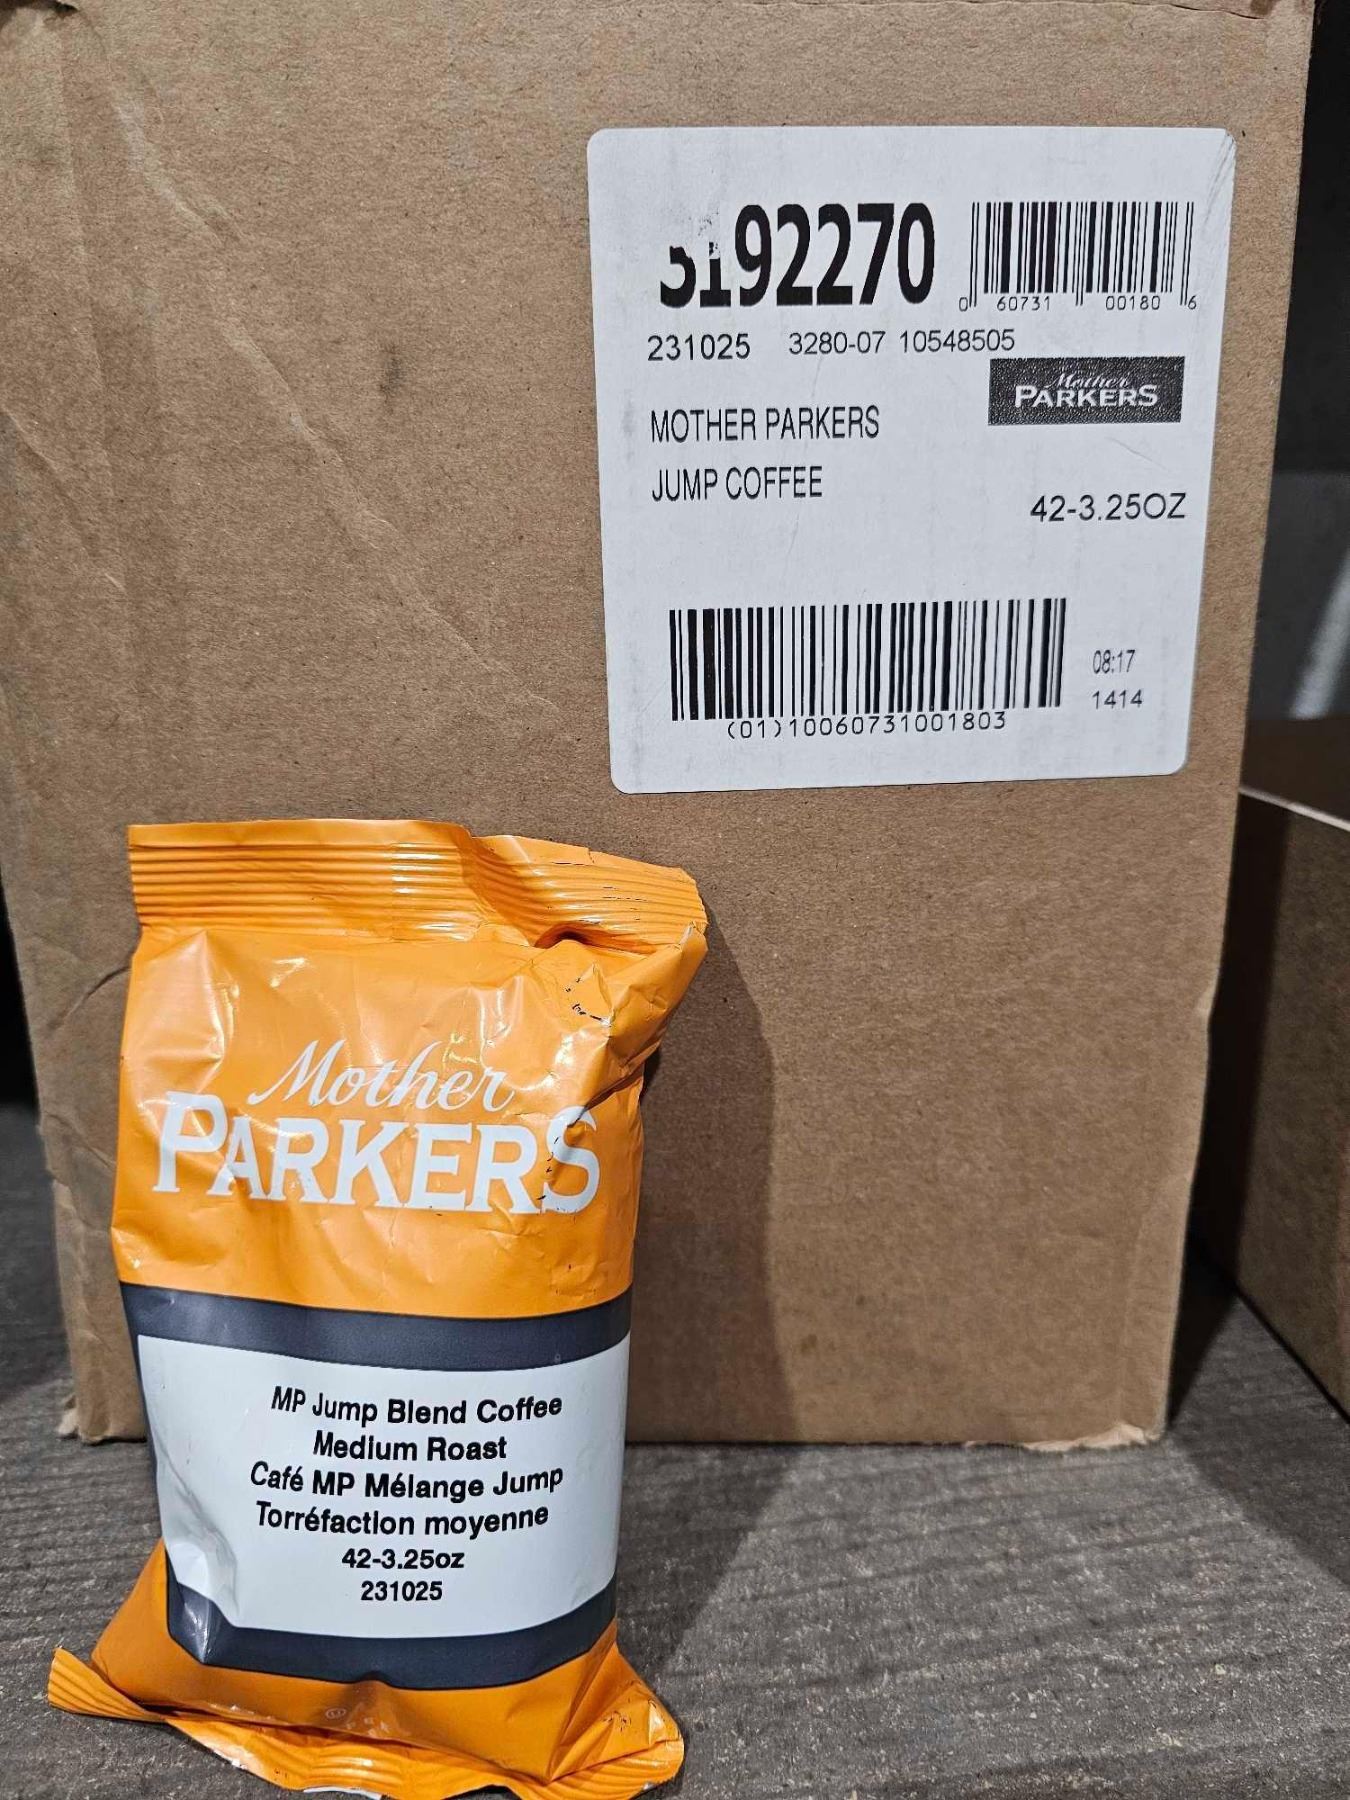 3192270
0 60731 00180 6
231025 3280-07 10548505
Mother
PARKERS
MOTHER PARKERS
JUMP COFFEE
42-3.25OZ
08:17
1414
(01)10060731001803
Mother
PARKERS
MP Jump Blend Coffee
Medium Roast
Café MP Mélange Jump
Torréfaction moyenne
42-3.25oz
231025